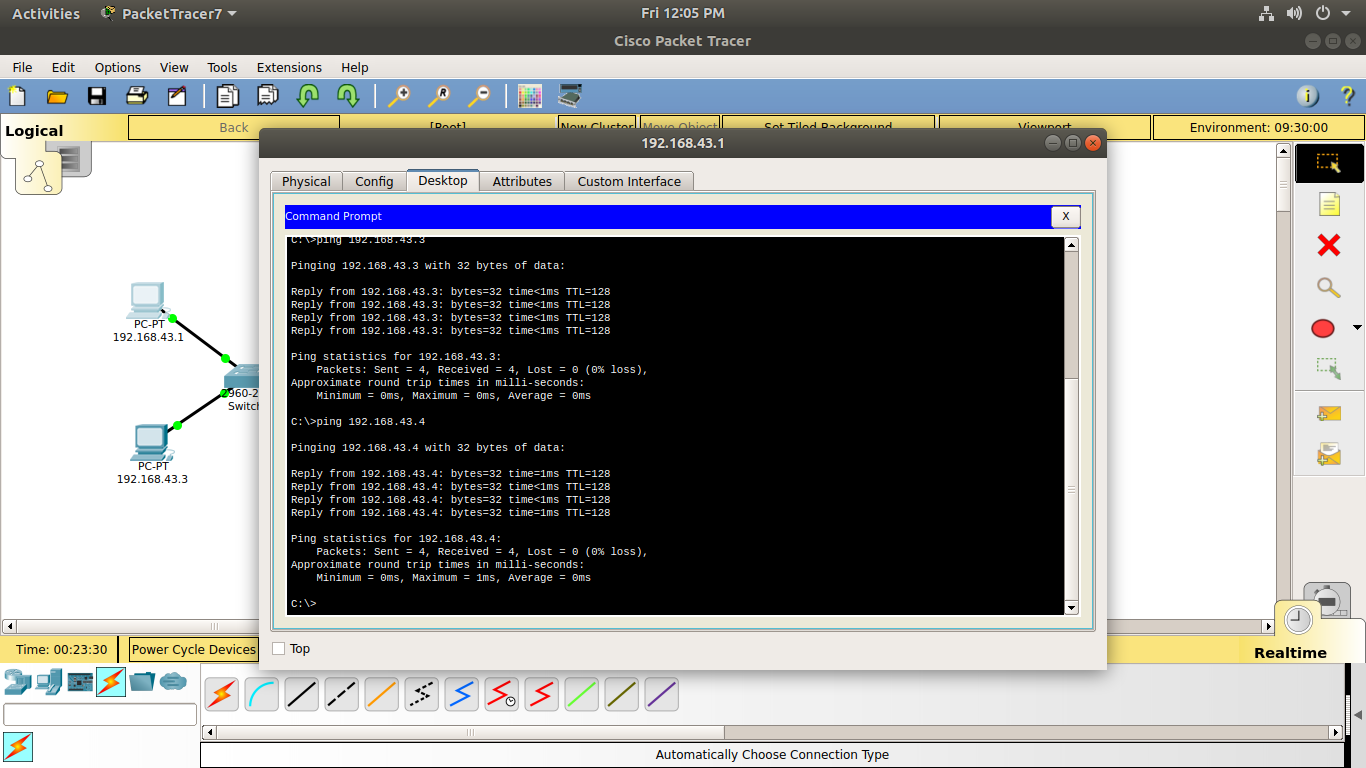 Activities PacketTracer7 Fri 12:05 PM
Cisco Packet Tracer
File Edit Options View Tools Extensions Help
Logical Back [Root] New Cluster Move Object Set Tiled Background Viewport Environment: 09:30:00
192.168.43.1
Physical Config Desktop Attributes Custom Interface
Command Prompt X
C:\>ping 192.168.43.3
Pinging 192.168.43.3 with 32 bytes of data:
Reply from 192.168.43.3: bytes=32 time<1ms TTL=128
Reply from 192.168.43.3: bytes=32 time<1ms TTL=128
Reply from 192.168.43.3: bytes=32 time<1ms TTL=128
Reply from 192.168.43.3: bytes=32 time<1ms TTL=128
Ping statistics for 192.168.43.3:
Packets: Sent = 4, Received = 4, Lost = 0 (0% loss),
Approximate round trip times in milli-seconds:
Minimum = 0ms, Maximum = 0ms, Average = 0ms
C:\>ping 192.168.43.4
Pinging 192.168.43.4 with 32 bytes of data:
Reply from 192.168.43.4: bytes=32 time=1ms TTL=128
Reply from 192.168.43.4: bytes=32 time<1ms TTL=128
Reply from 192.168.43.4: bytes=32 time<1ms TTL=128
Reply from 192.168.43.4: bytes=32 time=1ms TTL=128
Ping statistics for 192.168.43.4:
Packets: Sent = 4, Received = 4, Lost = 0 (0% loss),
Approximate round trip times in milli-seconds:
Minimum = 0ms, Maximum = 1ms, Average = 0ms
C:\>
Top
PC-PT
192.168.43.1
2960-2
Switch
PC-PT
192.168.43.3
Time: 00:23:30 Power Cycle Devices
Realtime
Automatically Choose Connection Type